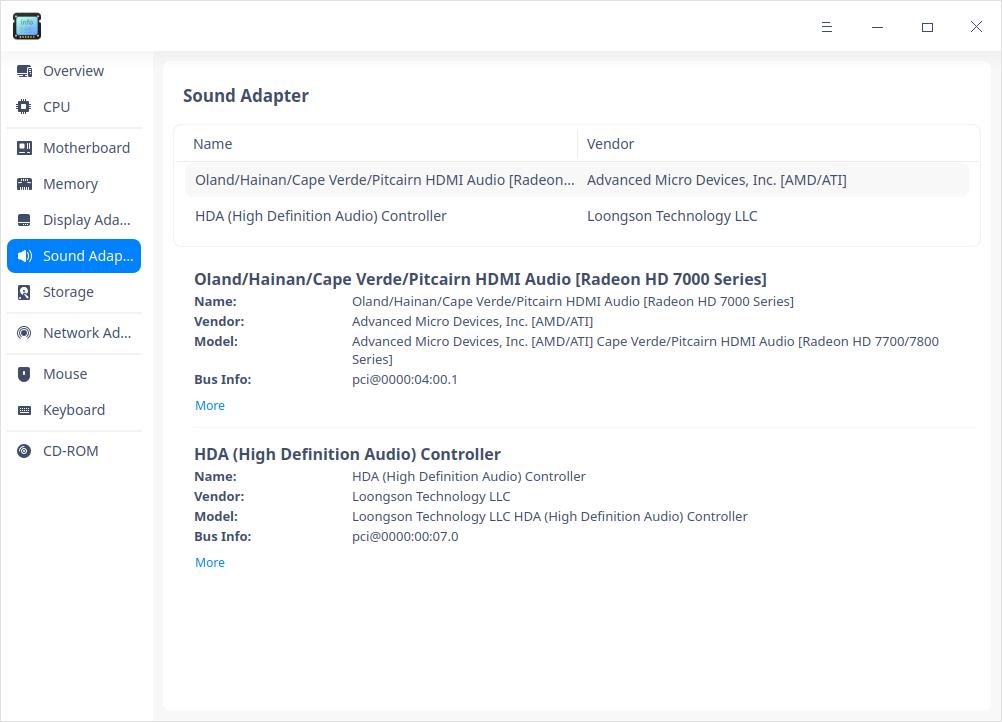 info
Overview
CPU
Motherboard
Memory
Display Ada...
Sound Adap...
Storage
Network Ad...
Mouse
Keyboard
CD-ROM
Sound Adapter
Name Vendor
Oland/Hainan/Cape Verde/Pitcairn HDMI Audio [Radeon... Advanced Micro Devices, Inc. [AMD/ATI]
HDA (High Definition Audio) Controller Loongson Technology LLC
Oland/Hainan/Cape Verde/Pitcairn HDMI Audio [Radeon HD 7000 Series]
Name: Oland/Hainan/Cape Verde/Pitcairn HDMI Audio [Radeon HD 7000 Series]
Vendor: Advanced Micro Devices, Inc. [AMD/ATI]
Model: Advanced Micro Devices, Inc. [AMD/ATI] Cape Verde/Pitcairn HDMI Audio [Radeon HD 7700/7800
Series]
Bus Info: pci@0000:04:00.1
More
HDA (High Definition Audio) Controller
Name: HDA (High Definition Audio) Controller
Vendor: Loongson Technology LLC
Model: Loongson Technology LLC HDA (High Definition Audio) Controller
Bus Info: pci@0000:00:07.0
More